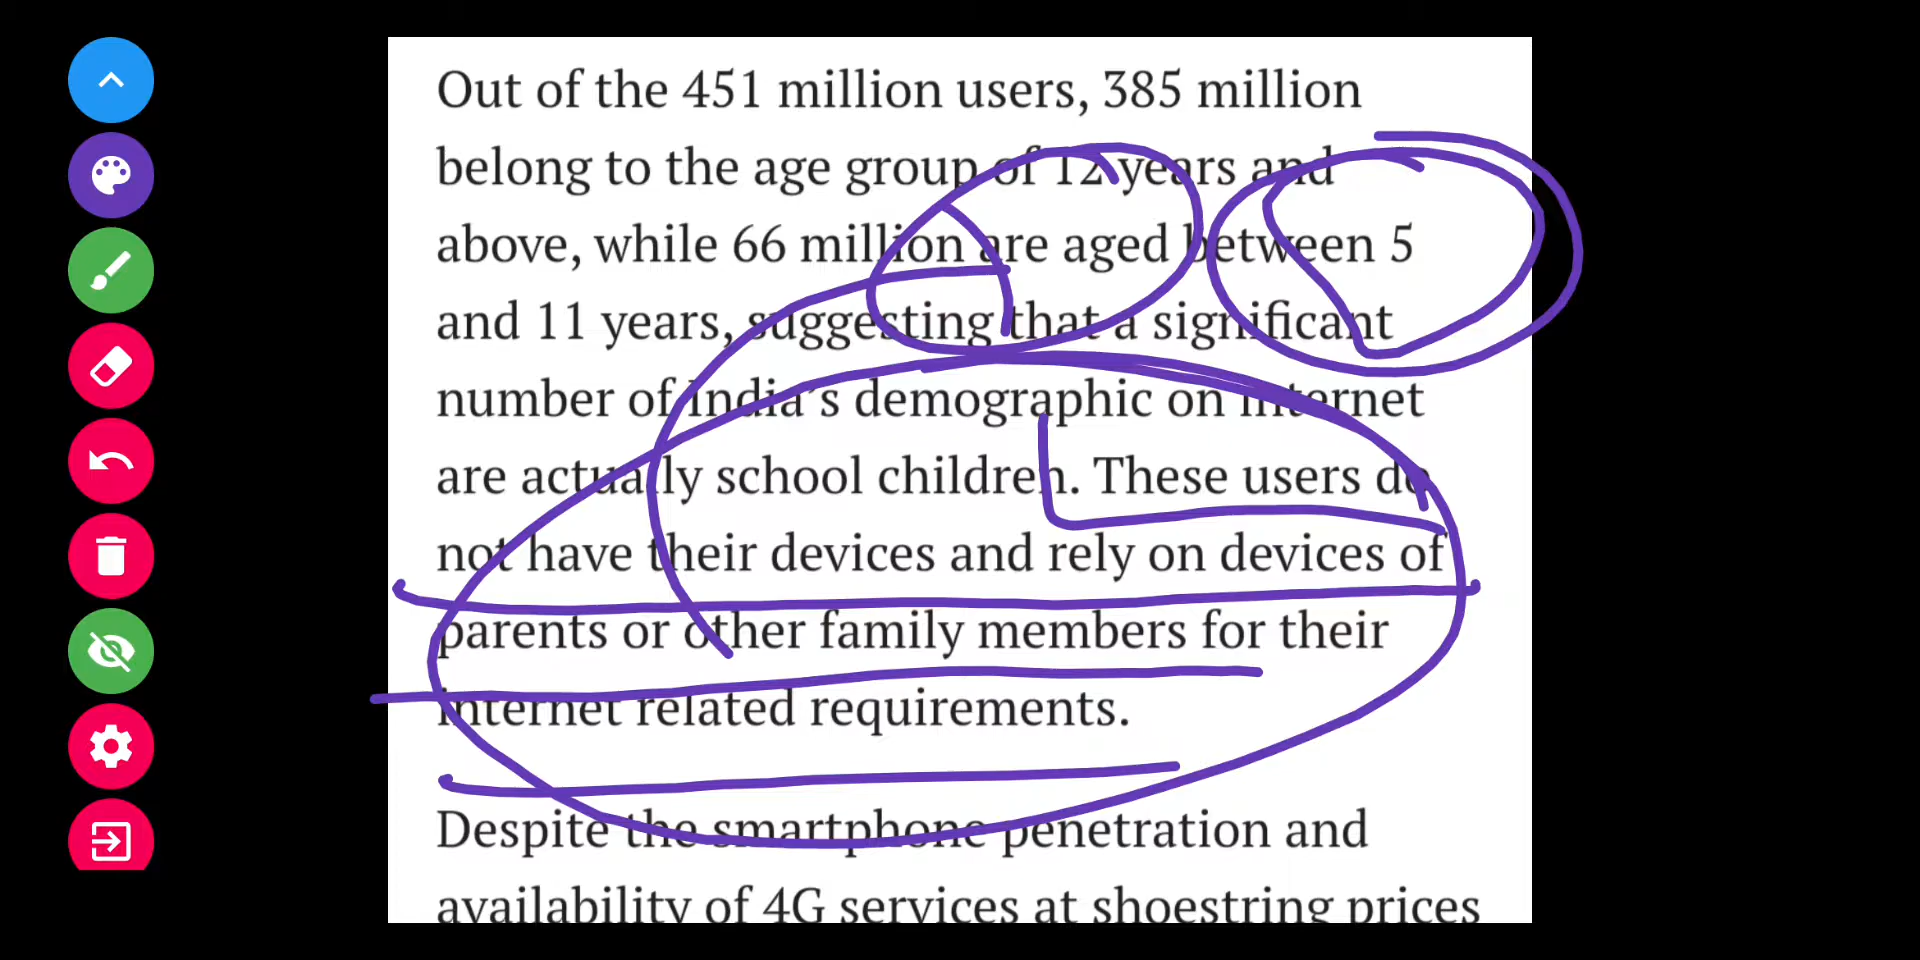 Out of the 451 million users, 385 million
belong to the age group of 12 years and
above, while 66 million are aged between 5
and 11 years, suggesting that a significant
number of India's demographic on internet
are actually school children. These users do
not have their devices and rely on devices of
parents or other family members for their
internet related requirements.
Despite the smartphone penetration and
availability of 4G services at shoestring prices